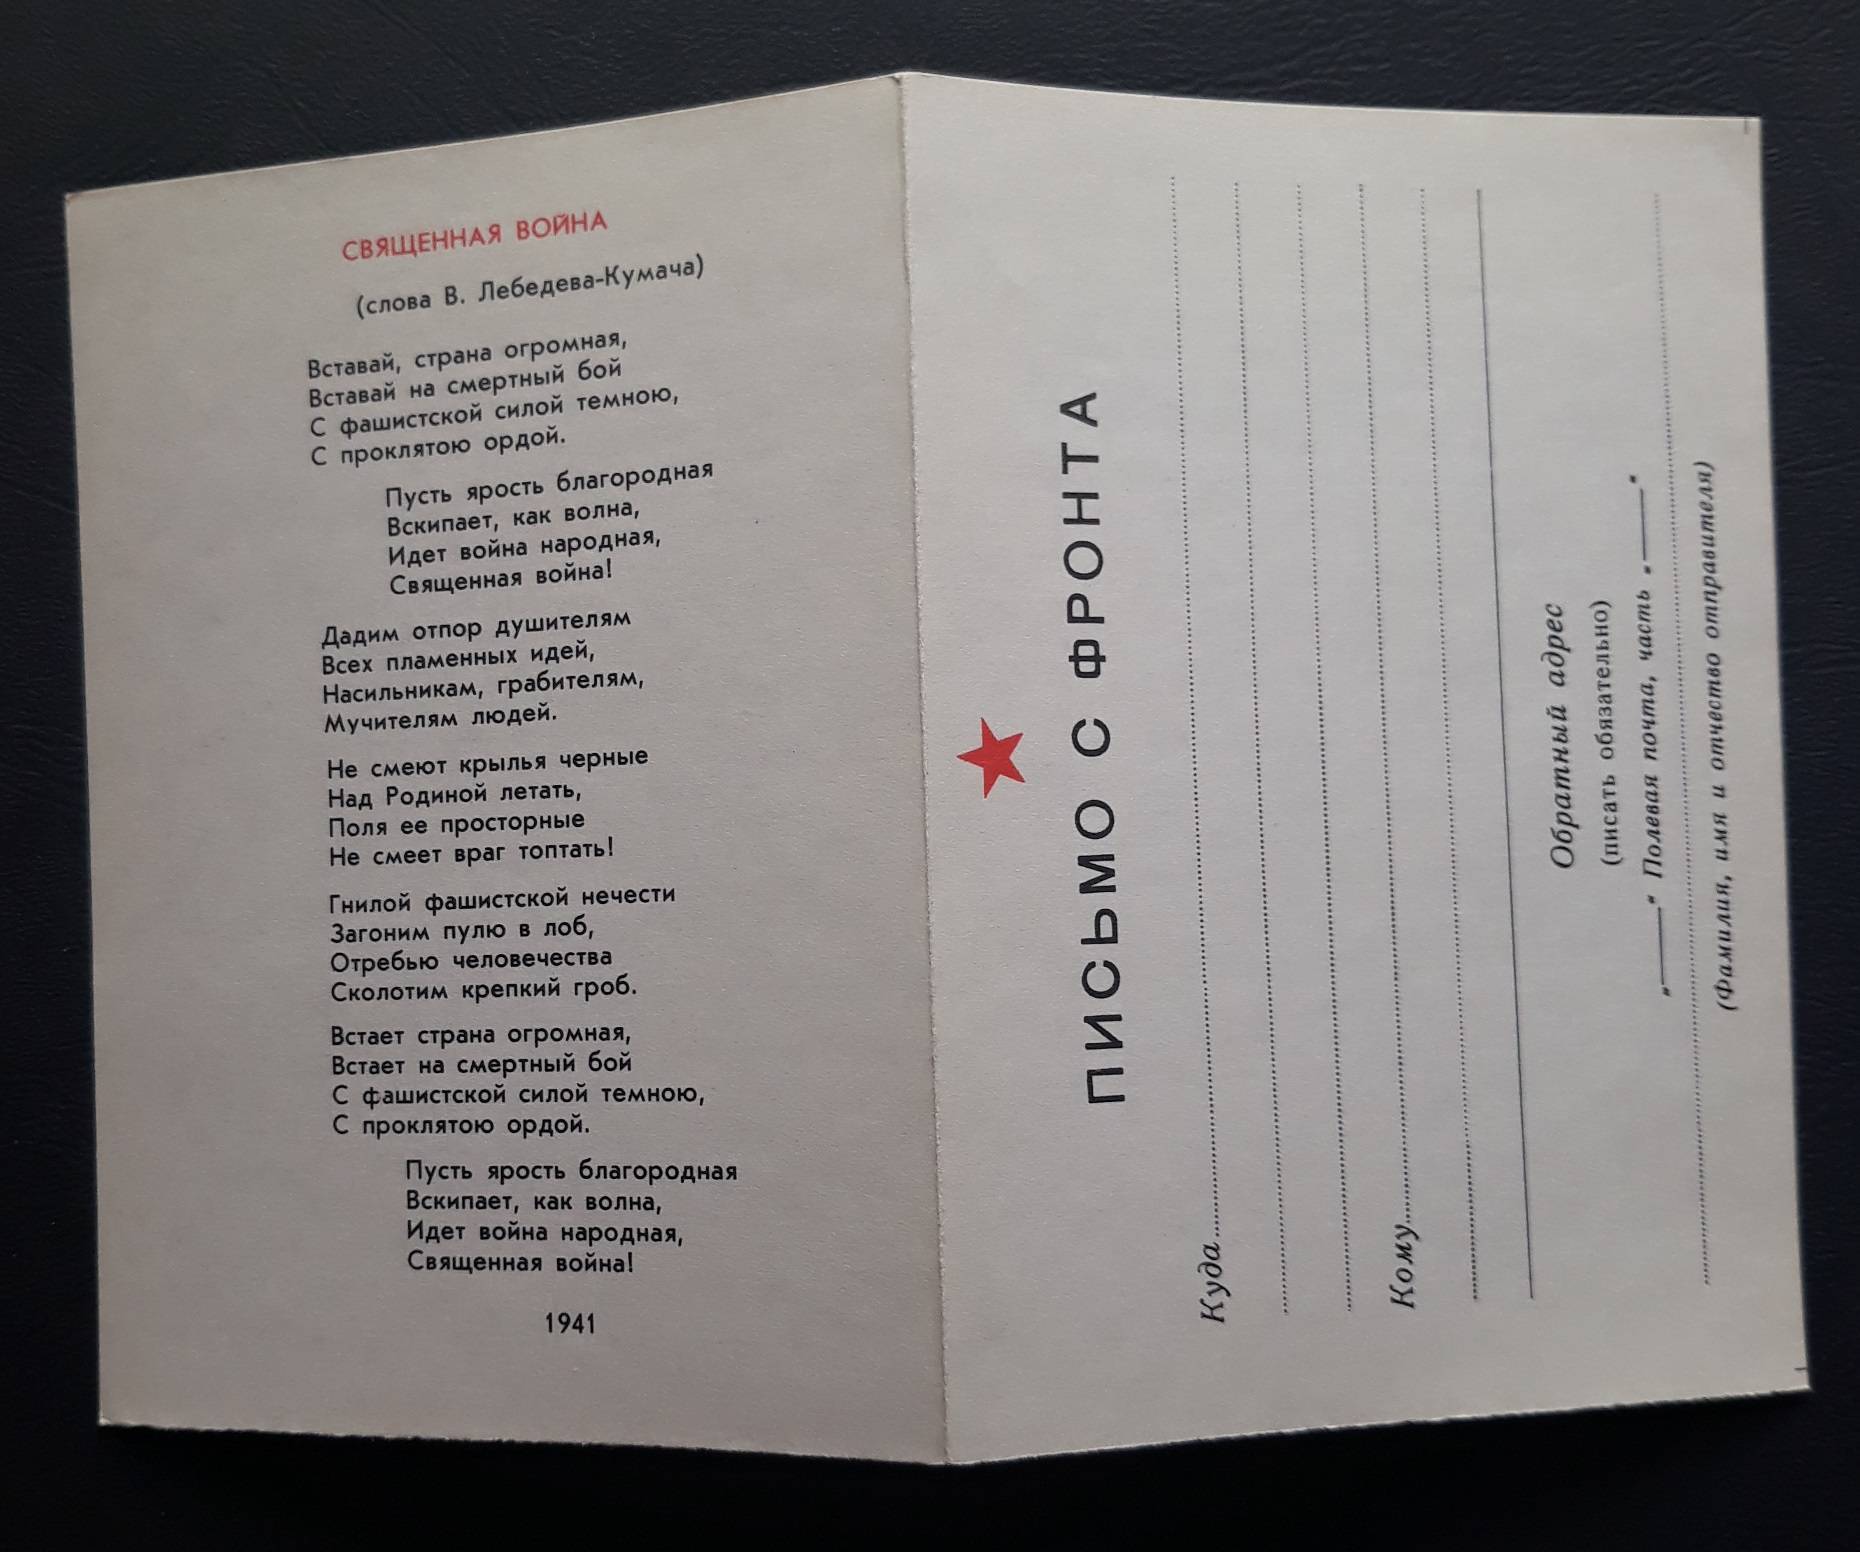 СВЯЩЕННАЯ ВОЙНА
(слова В. Лебедева-Кумача)
Вставай, страна огромная,
Вставай на смертный бой
С фашистской силой темною,
С проклятою ордой.
Пусть ярость благородная
Вскипает, как волна,
Идет война народная,
Священная война!
Дадим отпор душителям
Всех пламенных идей,
Насильникам, грабителям,
Мучителям людей.
Не смеют крылья черные
Над Родиной летать,
Поля ее просторные
Не смеет враг топтать!
Гнилой фашистской нечести
Загоним пулю в лоб,
Отребью человечества
Сколотим крепкий гроб.
Встает страна огромная,
Встает на смертный бой
С фашистской силой темною,
С проклятою ордой.
Пусть ярость благородная
Вскипает, как волна,
Идет война народная,
Священная война!
1941
ПИСЬМО С ФРОНТА
Куда
Кому
Обратный адрес
(писать обязательно)
„____“ Полевая почта, часть „____“
(Фамилия, имя и отчество отправителя)